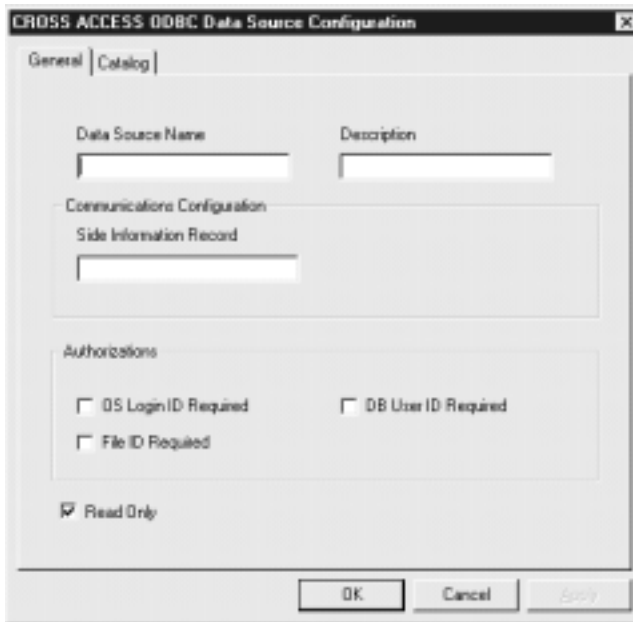 CROSS ACCESS ODBC Data Source Configuration
General Catalog
Data Source Name Description
Communications Configuration
Side Information Record
Authorizations
OS Login ID Required DB User ID Required
File ID Required
Read Only
OK Cancel Apply